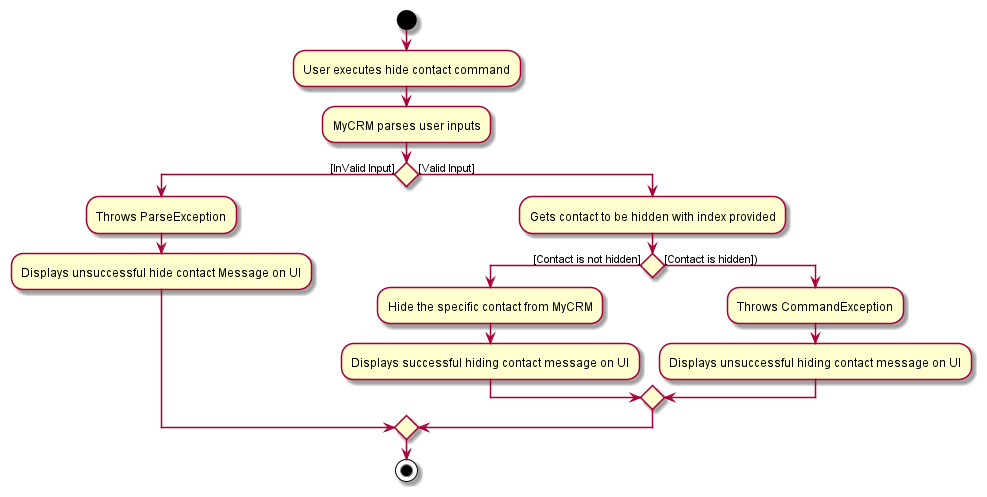 User executes hide contact command
MyCRM parses user inputs
[InValid Input]
[Valid Input]
Throws ParseException
Displays unsuccessful hide contact Message on UI
Gets contact to be hidden with index provided
[Contact is not hidden]
[Contact is hidden])
Hide the specific contact from MyCRM
Displays successful hiding contact message on UI
Throws CommandException
Displays unsuccessful hiding contact message on UI